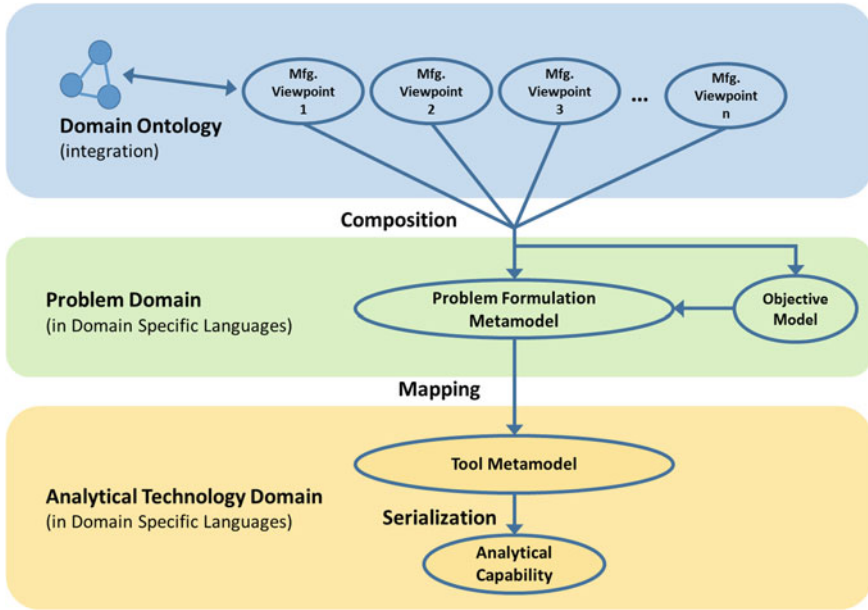 Mfg.
Viewpoint
1
Mfg.
Viewpoint
2
Mfg.
Viewpoint
3
...
Mfg.
Viewpoint
n
Domain Ontology
(integration)
Composition
Problem Domain
(in Domain Specific Languages)
Problem Formulation
Metamodel
Objective
Model
Mapping
Tool Metamodel
Analytical Technology Domain
(in Domain Specific Languages)
Serialization
Analytical
Capability